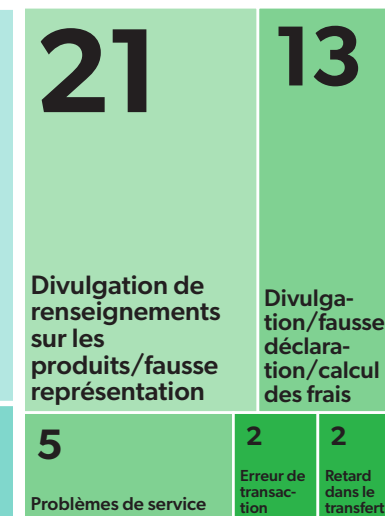 21
Divulgation de
renseignements
sur les
produits/fausse
représentation
13
Divulga-
tion/fausse
déclara-
tion/calcul
des frais
5
Problèmes de service
2
Erreur de
transac-
tion
2
Retard
dans le
transfert